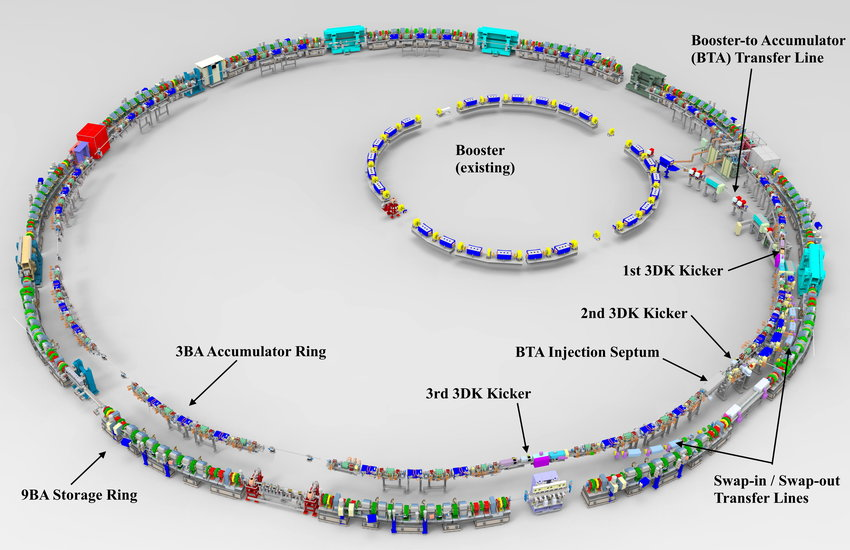 Booster-to Accumulator
(BTA) Transfer Line
Booster
(existing)
1st 3DK Kicker
2nd 3DK Kicker
BTA Injection Septum
3BA Accumulator Ring
3rd 3DK Kicker
9BA Storage Ring
Swap-in / Swap-out
Transfer Lines